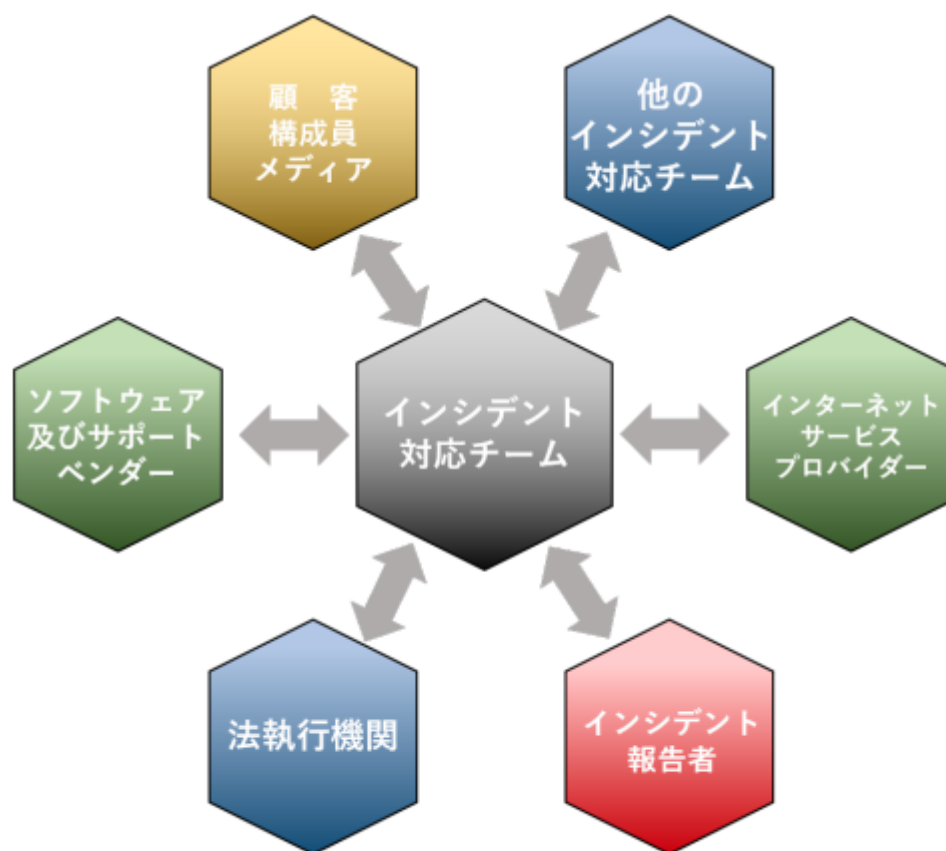 顧　客
構成員
メディア
他の
インシデント
対応チーム
ソフトウェア
及びサポート
ベンダー
インシデント
対応チーム
インターネット
サービス
プロバイダー
法執行機関
インシデント
報告者